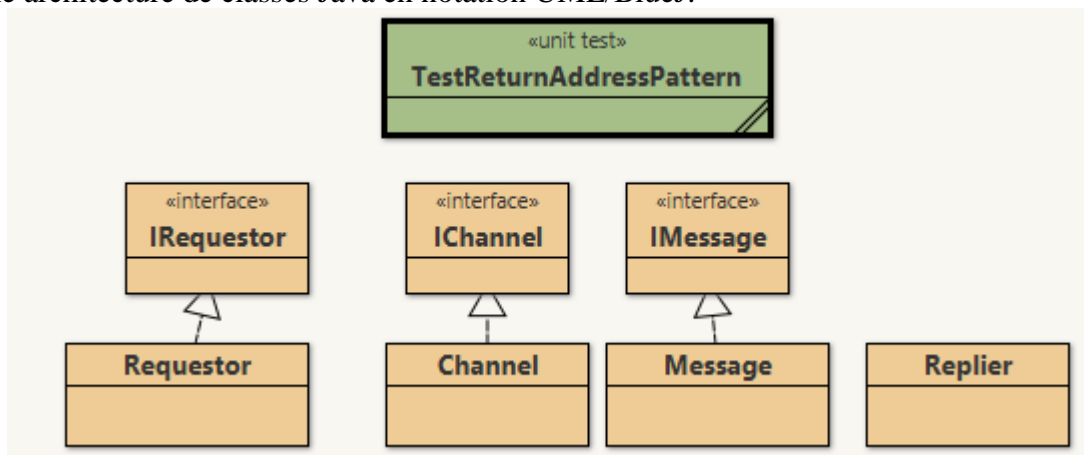 architecture de classes Java en notation UML/BlueJ:
«unit test»
TestReturnAddressPattern
«interface» «interface» «interface»
IRequestor IChannel IMessage
Requestor Channel Message Replier